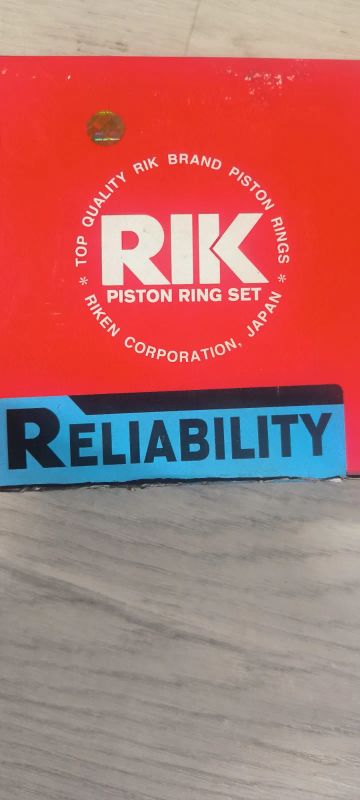 * TOP QUALITY RIK BRAND PISTON RINGS *
RIK
PISTON RING SET
RIKEN CORPORATION, JAPAN
RELIABILITY